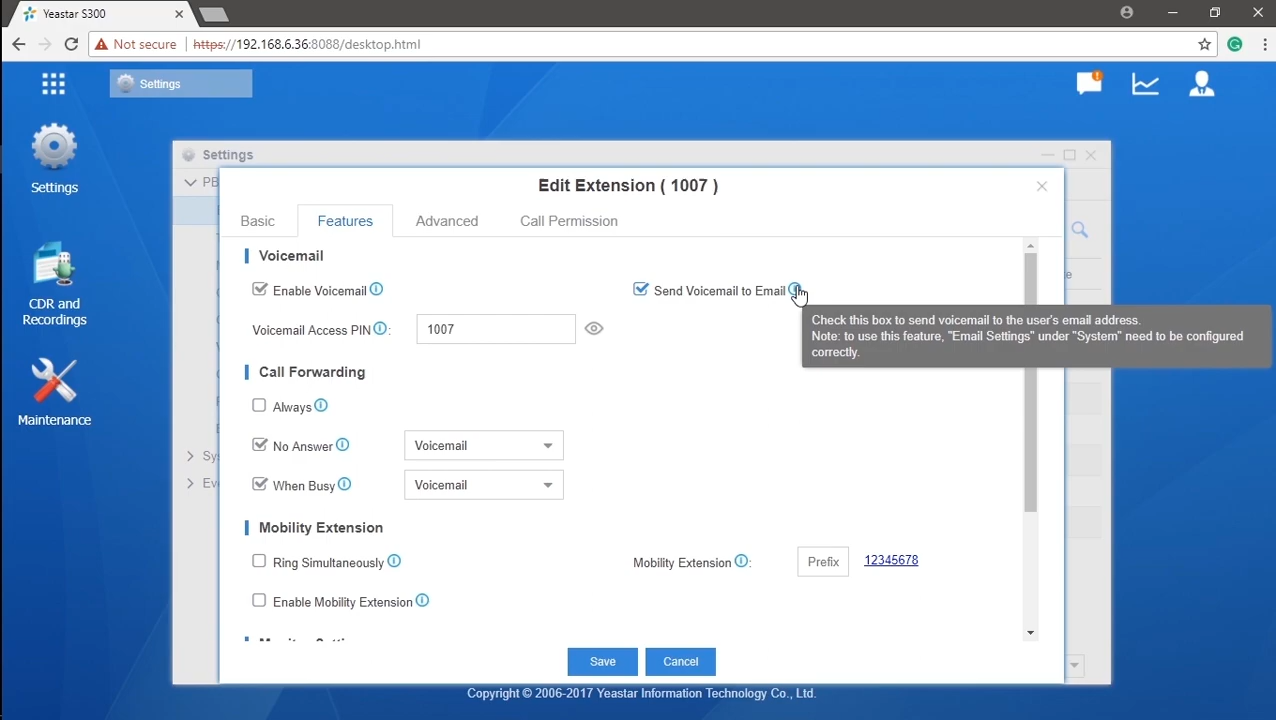 Yeastar S300
Not secure
https://192.168.6.36:8088/desktop.html
Settings
Settings
CDR and
Recordings
Maintenance
Settings
PB
Sys
Eve
Edit Extension ( 1007 )
Basic
Features
Advanced
Call Permission
Voicemail
Enable Voicemail
Send Voicemail to Email
Check this box to send voicemail to the user's email address.
Note: to use this feature, "Email Settings" under "System" need to be configured
correctly.
Voicemail Access PIN :
1007
Call Forwarding
Always
No Answer
Voicemail
When Busy
Voicemail
Mobility Extension
Ring Simultaneously
Mobility Extension :
Prefix
12345678
Enable Mobility Extension
Save
Cancel
Copyright © 2006-2017 Yeastar Information Technology Co., Ltd.